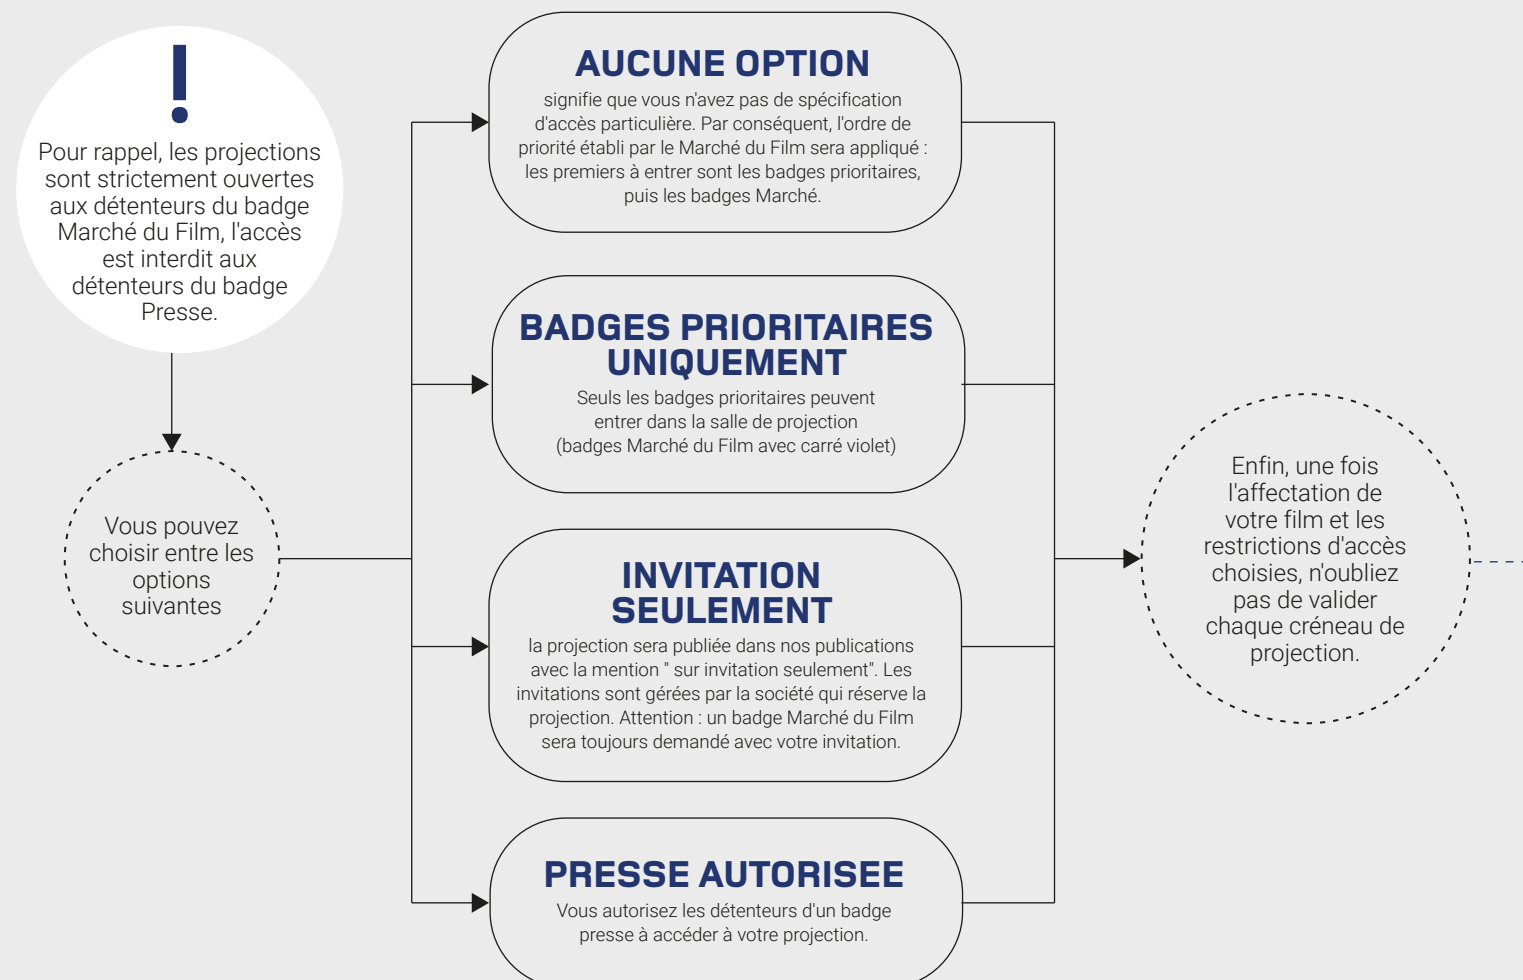 !
Pour rappel, les projections
sont strictement ouvertes
aux détenteurs du badge
Marché du Film, l'accès
est interdit aux
détenteurs du badge
Presse.
Vous pouvez
choisir entre les
options
suivantes
AUCUNE OPTION
signifie que vous n'avez pas de spécification
d'accès particulière. Par conséquent, l'ordre de
priorité établi par le Marché du Film sera appliqué :
les premiers à entrer sont les badges prioritaires,
puis les badges Marché.
BADGES PRIORITAIRES
UNIQUEMENT
Seuls les badges prioritaires peuvent
entrer dans la salle de projection
(badges Marché du Film avec carré violet)
INVITATION
SEULEMENT
la projection sera publiée dans nos publications
avec la mention " sur invitation seulement". Les
invitations sont gérées par la société qui réserve la
projection. Attention : un badge Marché du Film
sera toujours demandé avec votre invitation.
PRESSE AUTORISEE
Vous autorisez les détenteurs d'un badge
presse à accéder à votre projection.
Enfin, une fois
l'affectation de
votre film et les
restrictions d'accès
choisies, n'oubliez
pas de valider
chaque créneau de
projection.